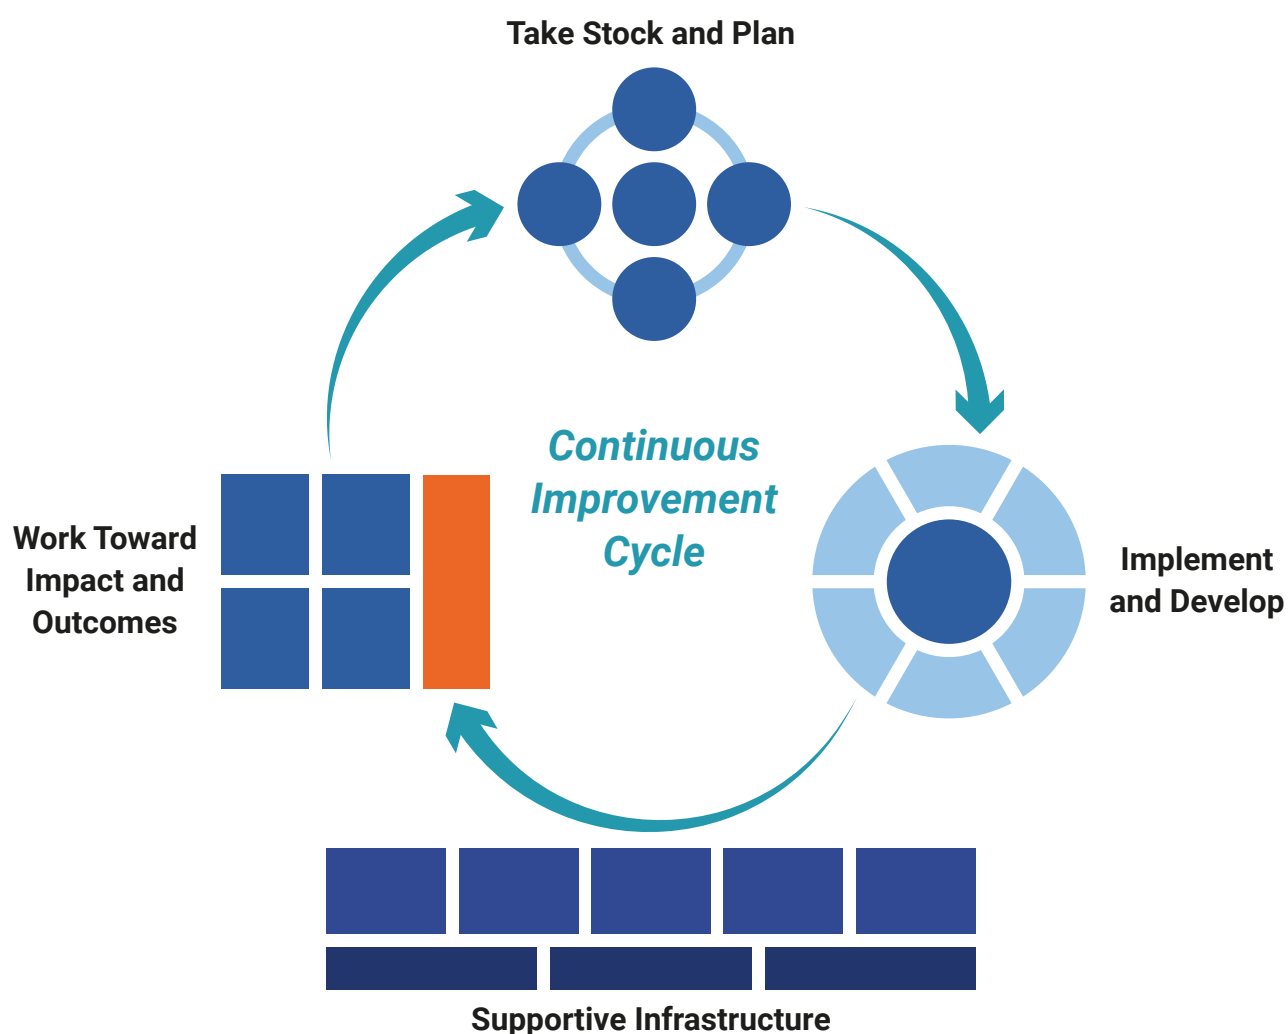 Take Stock and Plan
Continuous
Improvement
Cycle
Work Toward
Impact and
Outcomes
Implement
and Develop
Supportive Infrastructure